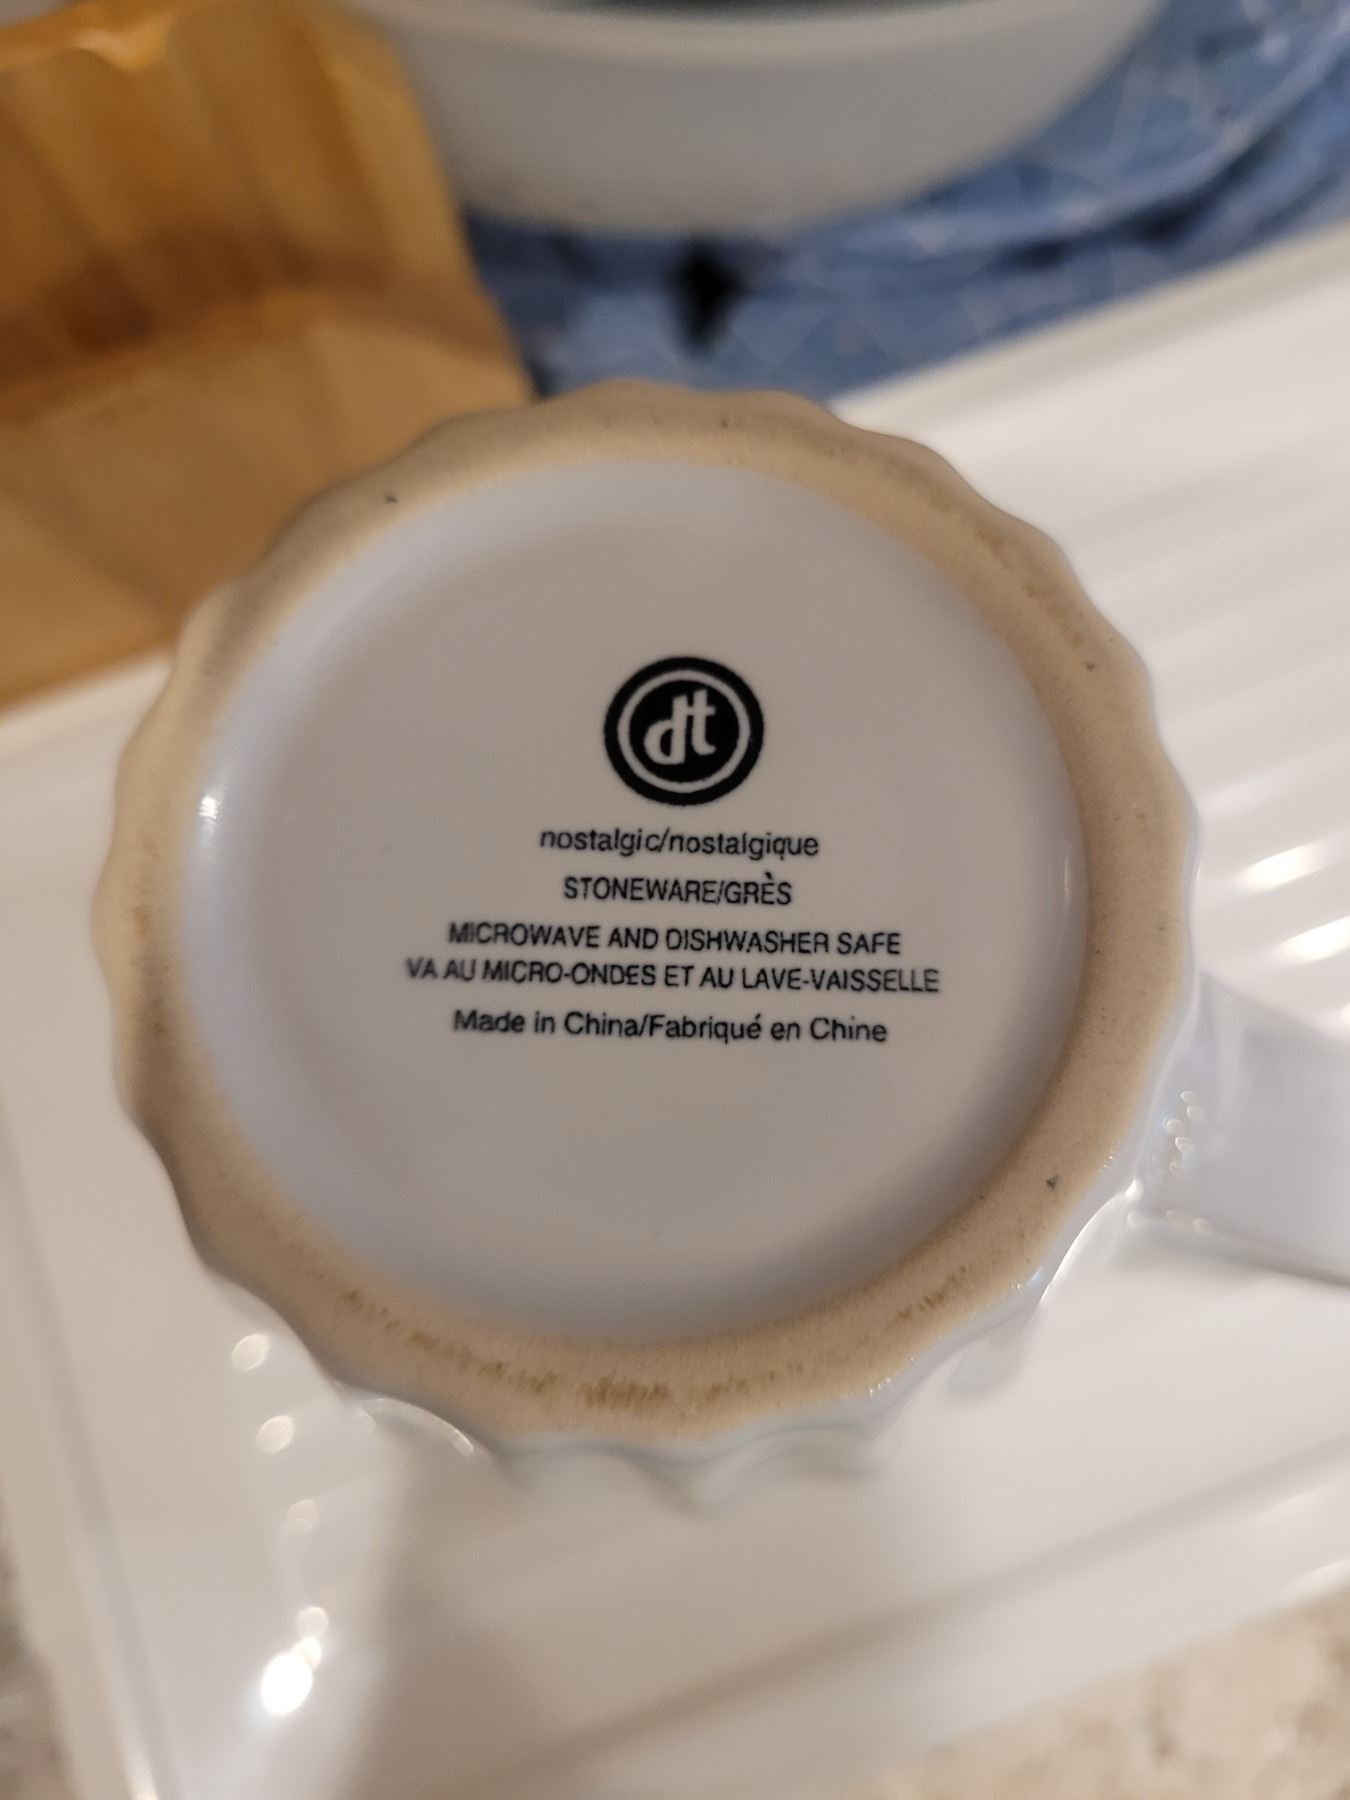 dt
nostalgic/nostalgique
STONEWARE/GRÈS
MICROWAVE AND DISHWASHER SAFE
VA AU MICRO-ONDES ET AU LAVE-VAISSELLE
Made in China/Fabriqué en Chine